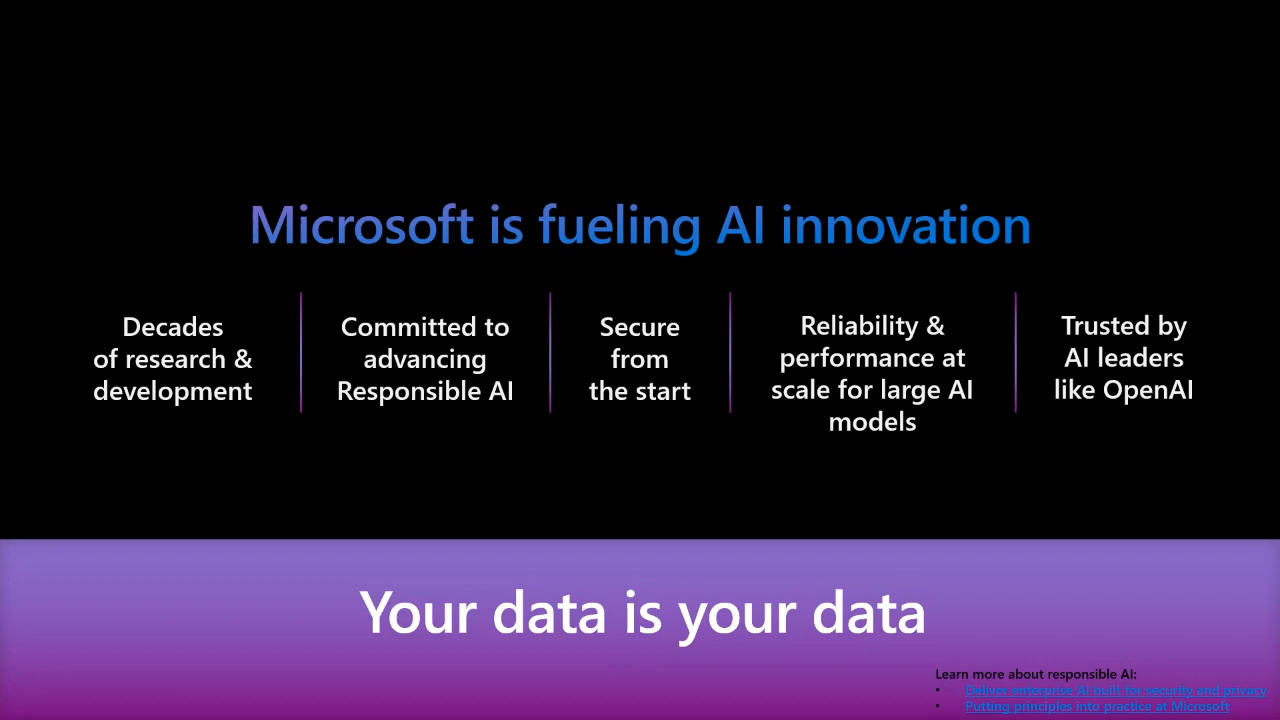 Microsoft is fueling AI innovation
Decades
of research &
development
Committed to
advancing
Responsible AI
Secure
from
the start
Reliability &
performance at
scale for large AI
models
Trusted by
AI leaders
like OpenAI
Your data is your data
Learn more about responsible AI:
• Deliver enterprise AI built for security and privacy
• Putting principles into practice at Microsoft